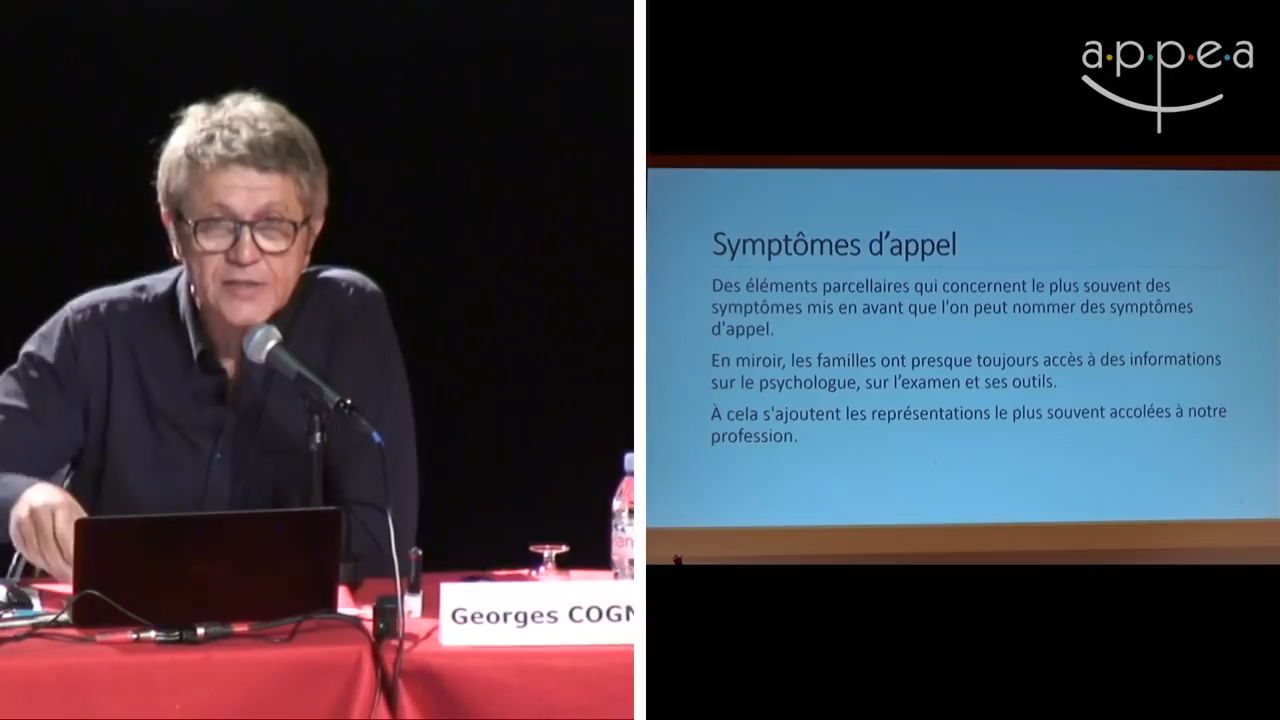 a.p.p.e.a
Symptômes d'appel
Des éléments parcellaires qui concernent le plus souvent des
symptômes mis en avant que l'on peut nommer des symptômes
d'appel.
En miroir, les familles ont presque toujours accès à des informations
sur le psychologue, sur l'examen et ses outils.
À cela s'ajoutent les représentations le plus souvent accolées à notre
profession.
Georges COGN